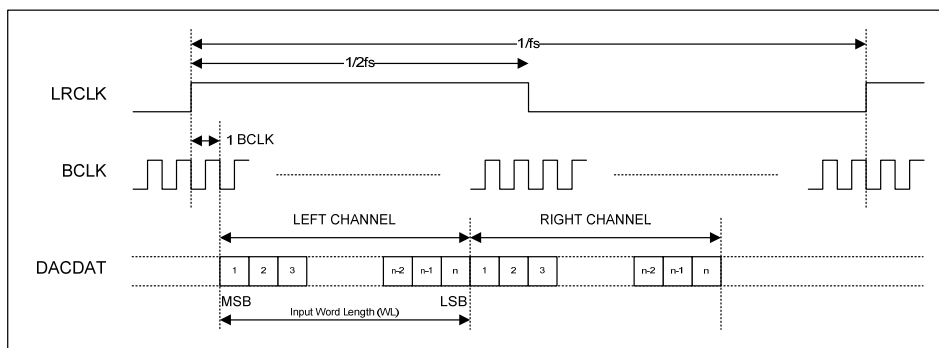 1/fs
1/2fs
LRCLK
1 BCLK
BCLK
LEFT CHANNEL
RIGHT CHANNEL
DACDAT
1 2 3 n-2 n-1 n 1 2 3 n-2 n-1 n
MSB
LSB
Input Word Length (WL)